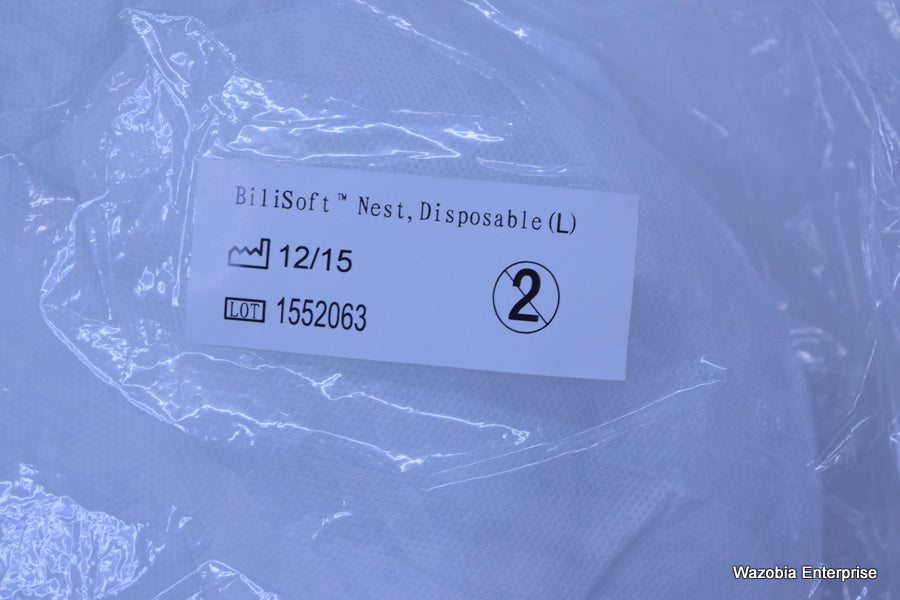 BiliSoft™ Nest, Disposable (L)
12/15
LOT 1552063
2
Wazobia Enterprise